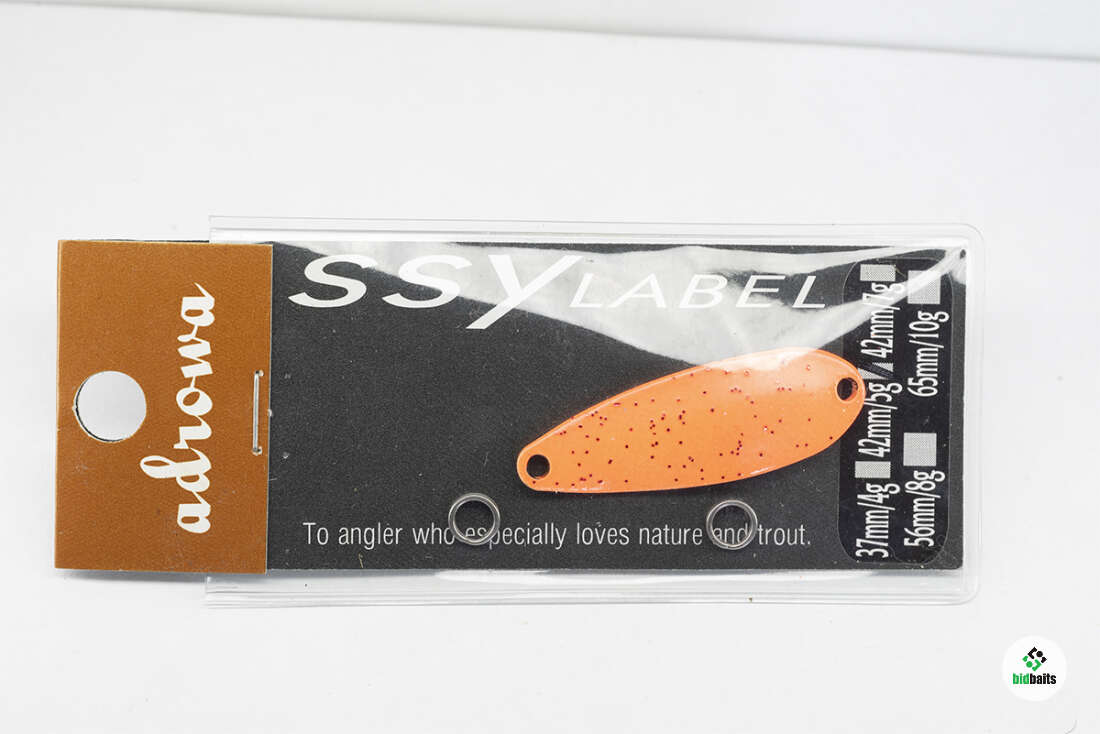 adrowa
SSY LABEL
To angler who especially loves nature and trout.
37mm/4g 42mm/5g 42mm/7g
56mm/8g 65mm/10g
bidbaits